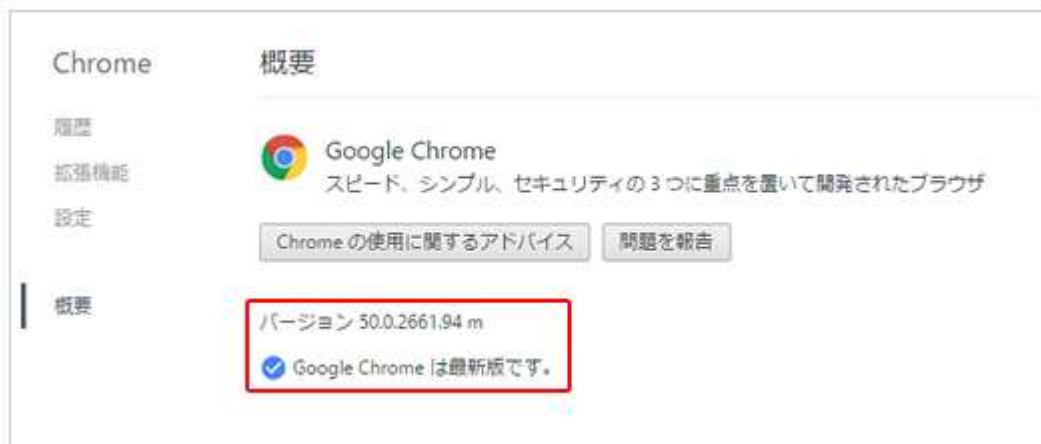 Chrome
履歴
拡張機能
設定
概要
概要
Google Chrome
スピード、シンプル、セキュリティの 3 つに重点を置いて開発されたブラウザ
Chrome の使用に関するアドバイス
問題を報告
バージョン 50.0.2661.94 m
Google Chrome は最新版です。